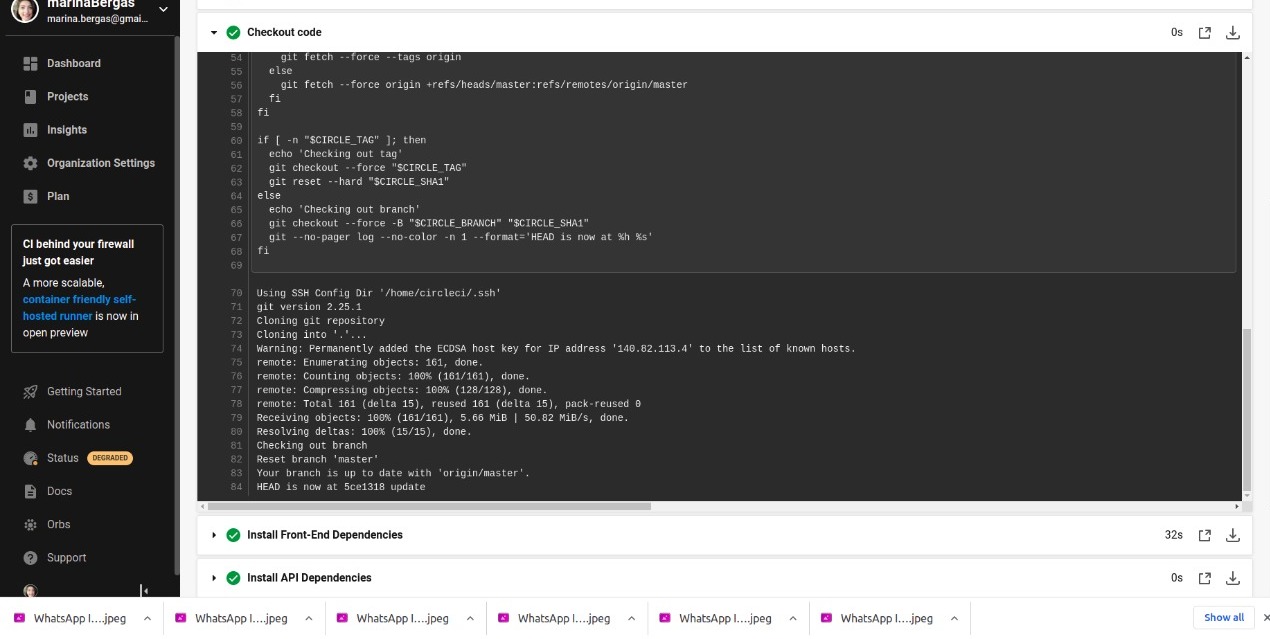 marinaBergas
marina.bergas@gmai...
Dashboard
Projects
Insights
Organization Settings
Plan
CI behind your firewall
just got easier
A more scalable,
container friendly self-
hosted runner is now in
open preview
Getting Started
Notifications
Status DEGRADED
Docs
Orbs
Support
Checkout code 0s
54 git fetch --force --tags origin
55 else
56 git fetch --force origin +refs/heads/master:refs/remotes/origin/master
57 fi
58 fi
59
60 if [ -n "$CIRCLE_TAG" ]; then
61 echo 'Checking out tag'
62 git checkout --force "$CIRCLE_TAG"
63 git reset --hard "$CIRCLE_SHA1"
64 else
65 echo 'Checking out branch'
66 git checkout --force -B "$CIRCLE_BRANCH" "$CIRCLE_SHA1"
67 git --no-pager log --no-color -n 1 --format='HEAD is now at %h %s'
68 fi
69
70 Using SSH Config Dir '/home/circleci/.ssh'
71 git version 2.25.1
72 Cloning git repository
73 Cloning into '.'...
74 Warning: Permanently added the ECDSA host key for IP address '140.82.113.4' to the list of known hosts.
75 remote: Enumerating objects: 161, done.
76 remote: Counting objects: 100% (161/161), done.
77 remote: Compressing objects: 100% (128/128), done.
78 remote: Total 161 (delta 15), reused 161 (delta 15), pack-reused 0
79 Receiving objects: 100% (161/161), 5.66 MiB | 50.82 MiB/s, done.
80 Resolving deltas: 100% (15/15), done.
81 Checking out branch
82 Reset branch 'master'
83 Your branch is up to date with 'origin/master'.
84 HEAD is now at 5ce1318 update
Install Front-End Dependencies 32s
Install API Dependencies 0s
WhatsApp I....jpeg WhatsApp I....jpeg WhatsApp I....jpeg WhatsApp I....jpeg WhatsApp I....jpeg WhatsApp I....jpeg Show all